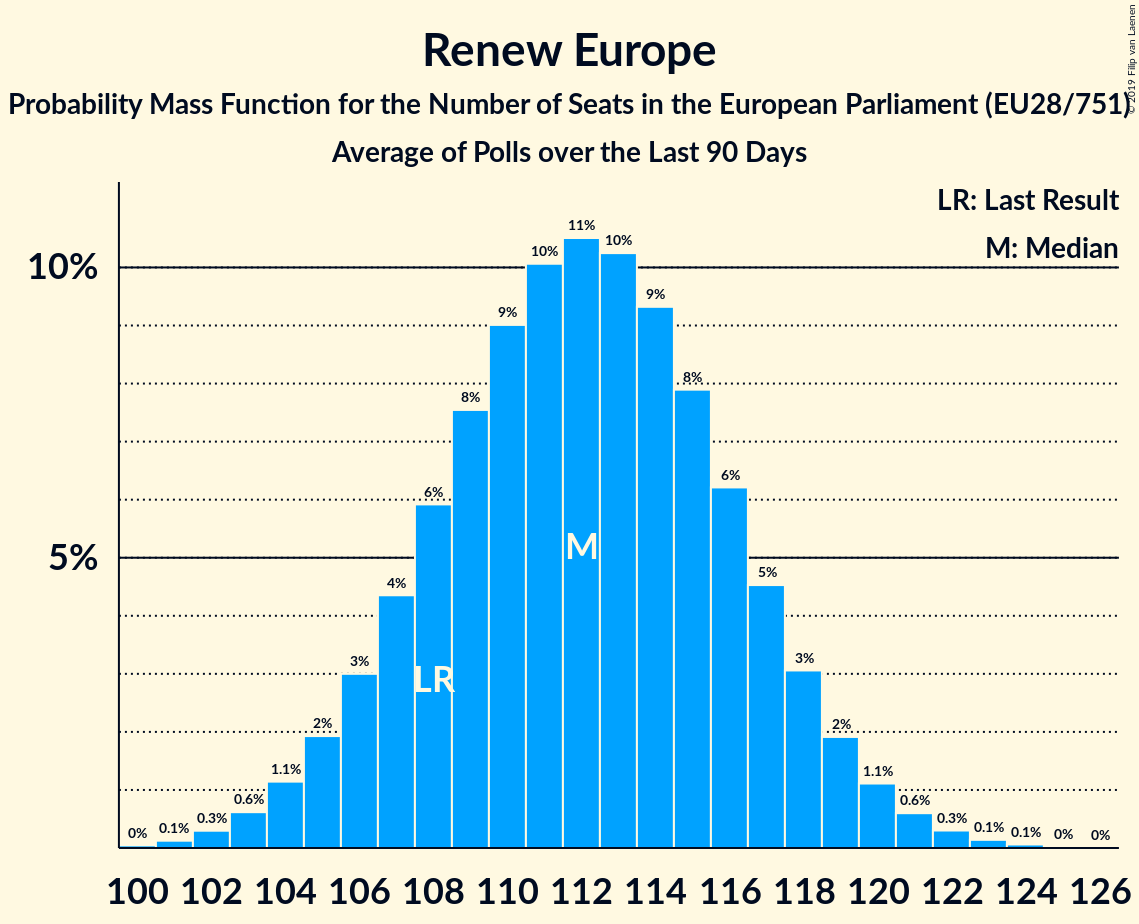 Renew Europe
Probability Mass Function for the Number of Seats in the European Parliament (EU28/751)
Average of Polls over the Last 90 Days
© 2019 Filip van Laenen
LR: Last Result
M: Median
10%
5%
0% 0.1% 0.3% 0.6% 1.1% 2% 3% 4% 6% 8% 9% 10% 11% 10% 9% 8% 6% 5% 3% 2% 1.1% 0.6% 0.3% 0.1% 0.1% 0% 0%
M
LR
100 102 104 106 108 110 112 114 116 118 120 122 124 126